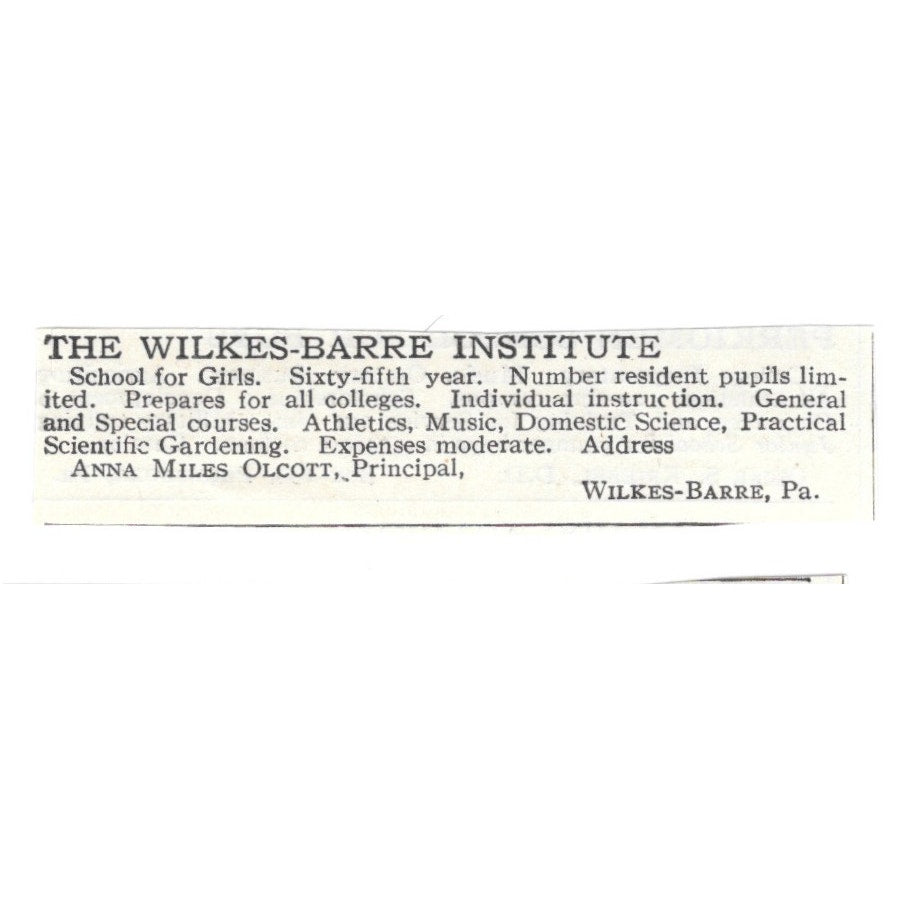 THE WILKES-BARRE INSTITUTE
School for Girls. Sixty-fifth year. Number resident pupils lim-
ited. Prepares for all colleges. Individual instruction. General
and Special courses. Athletics, Music, Domestic Science, Practical
Scientific Gardening. Expenses moderate. Address
ANNA MILES OLCOTT, Principal,
WILKES-BARRE, Pa.